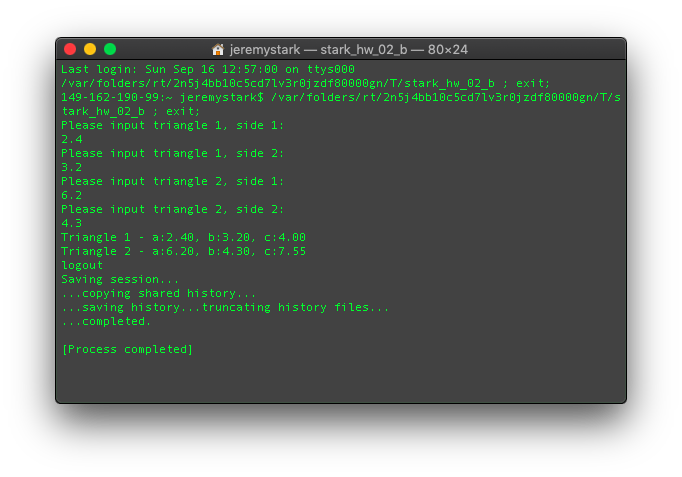 jeremystark — stark_hw_02_b — 80×24
Last login: Sun Sep 16 12:57:00 on ttys000
/var/folders/rt/2n5j4bb10c5cd7lv3r0jzdf80000gn/T/stark_hw_02_b ; exit;
149-162-190-99:~ jeremystark$ /var/folders/rt/2n5j4bb10c5cd7lv3r0jzdf80000gn/T/s
tark_hw_02_b ; exit;
Please input triangle 1, side 1:
2.4
Please input triangle 1, side 2:
3.2
Please input triangle 2, side 1:
6.2
Please input triangle 2, side 2:
4.3
Triangle 1 - a:2.40, b:3.20, c:4.00
Triangle 2 - a:6.20, b:4.30, c:7.55
logout
Saving session...
...copying shared history...
...saving history...truncating history files...
...completed.
[Process completed]